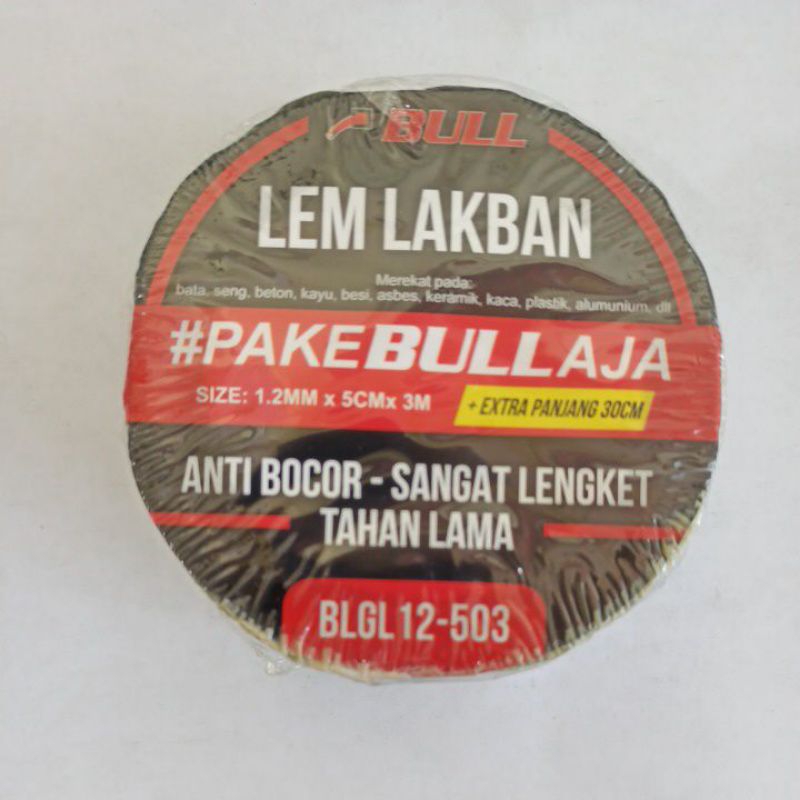 BULL
LEM LAKBAN
Merekat pada:
bata, seng, beton, kayu, besi, asbes, keramik, kaca, plastik, alumunium, dll
#PAKEBULLAJA
SIZE: 1.2MM x 5CMx 3M
+ EXTRA PANJANG 30CM
ANTI BOCOR - SANGAT LENGKET
TAHAN LAMA
BLGL12-503